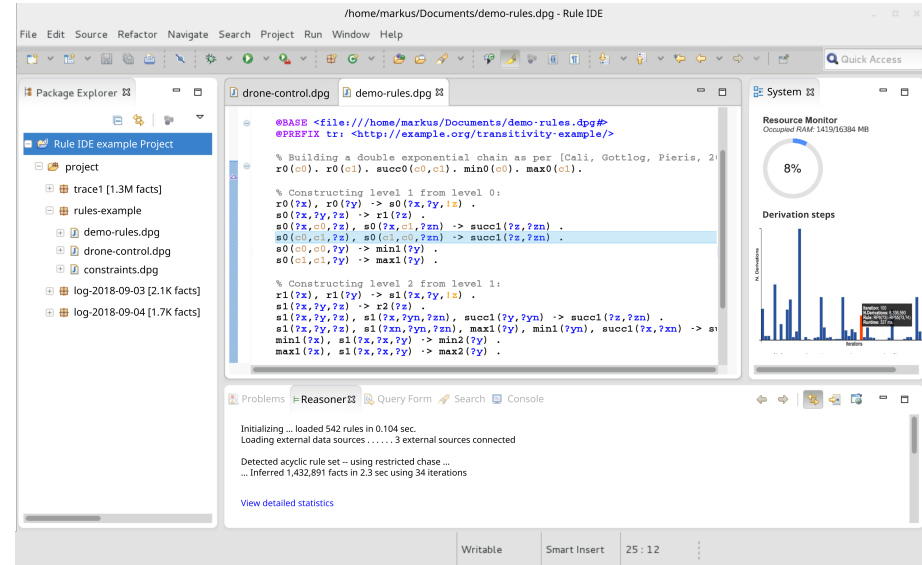 /home/markus/Documents/demo-rules.dpg - Rule IDE
File Edit Source Refactor Navigate Search Project Run Window Help
Quick Access
Package Explorer
Rule IDE example Project
project
trace1 [1.3M facts]
rules-example
demo-rules.dpg
drone-control.dpg
constraints.dpg
log-2018-09-03 [2.1K facts]
log-2018-09-04 [1.7K facts]
drone-control.dpg demo-rules.dpg
@BASE <file:///home/markus/Documents/demo-rules.dpg#>
@PREFIX tr: <http://example.org/transitivity-example/>
% Building a double exponential chain as per [Cali, Gottlog, Pieris, 20
r0(c0). r0(c1). succ0(c0,c1). min0(c0). max0(c1).
% Constructing level 1 from level 0:
r0(?x), r0(?y) -> s0(?x,?y,!z) .
s0(?x,?y,?z) -> r1(?z) .
s0(?x,c0,?z), s0(?x,c1,?zn) -> succ1(?z,?zn) .
s0(c0,c1,?z), s0(c1,c0,?zn) -> succ1(?z,?zn) .
s0(c0,c0,?y) -> min1(?y) .
s0(c1,c1,?y) -> max1(?y) .
% Constructing level 2 from level 1:
r1(?x), r1(?y) -> s1(?x,?y,!z) .
s1(?x,?y,?z) -> r2(?z) .
s1(?x,?y,?z), s1(?x,?yn,?zn), succ1(?y,?yn) -> succ1(?z,?zn) .
s1(?x,?y,?z), s1(?xn,?yn,?zn), max1(?y), min1(?yn), succ1(?x,?xn) -> su
min1(?x), s1(?x,?x,?y) -> min2(?y) .
max1(?x), s1(?x,?x,?y) -> max2(?y) .
System
Resource Monitor
Occupied RAM: 1419/16384 MB
8%
Derivation steps
N. Derivations
Iterations
Problems Reasoner Query Form Search Console
Initializing ... loaded 542 rules in 0.104 sec.
Loading external data sources . . . . . . 3 external sources connected
Detected acyclic rule set -- using restricted chase ...
... Inferred 1,432,891 facts in 2.3 sec using 34 iterations
View detailed statistics
Writable Smart Insert 25 : 12